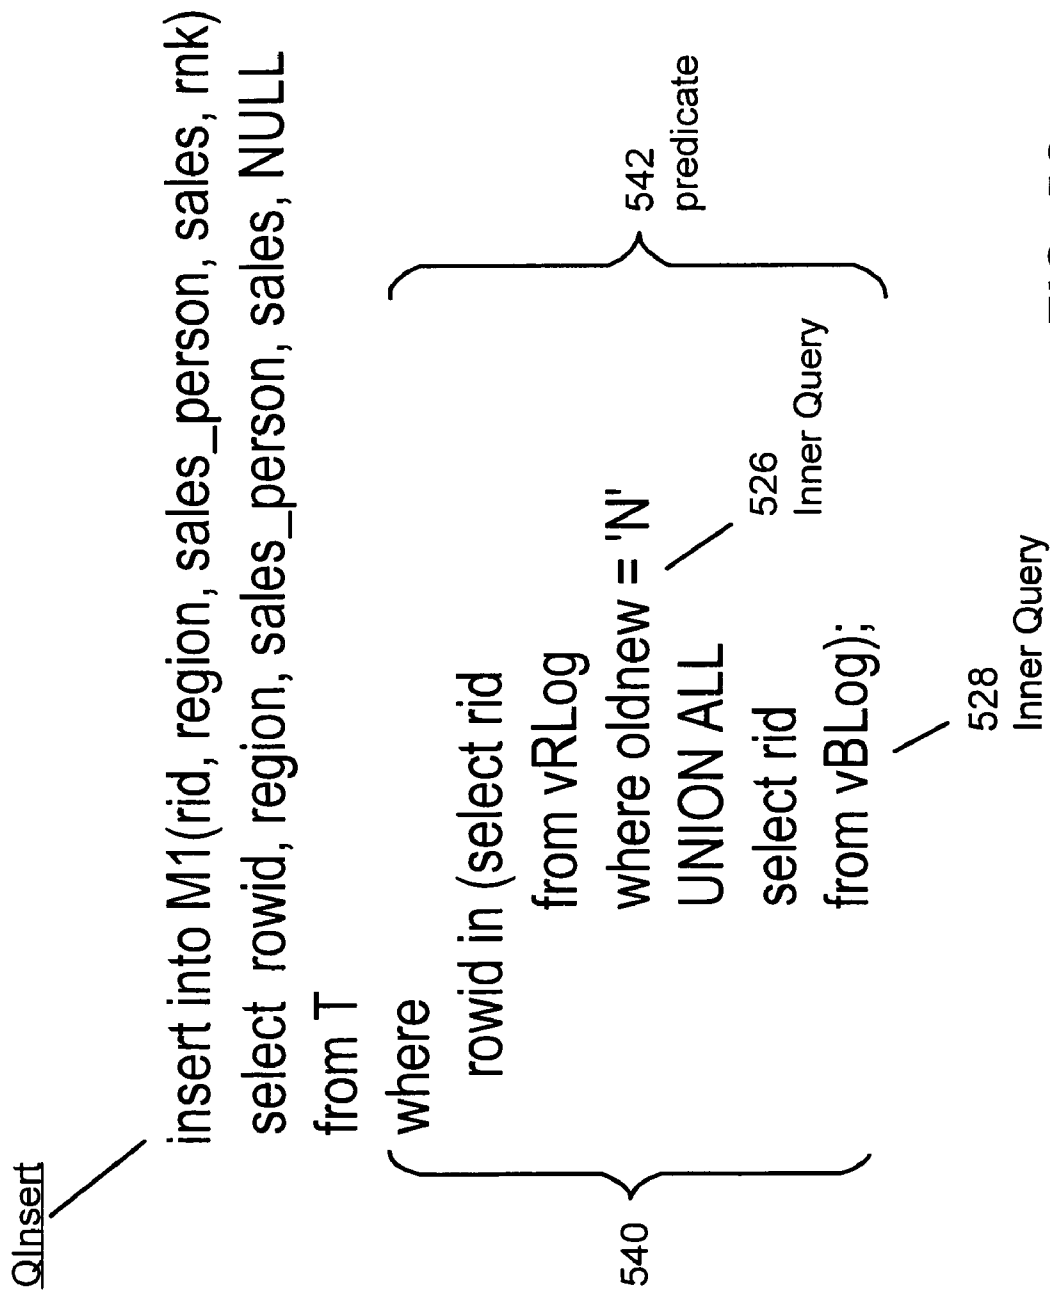 QInsert
insert into M1(rid, region, sales_person, sales, rnk)
select rowid, region, sales_person, sales, NULL
from T
where
rowid in (select rid
from vRLog
where oldnew = 'N'
UNION ALL
select rid
from vBLog);
540
542
predicate
526
Inner Query
528
Inner Query